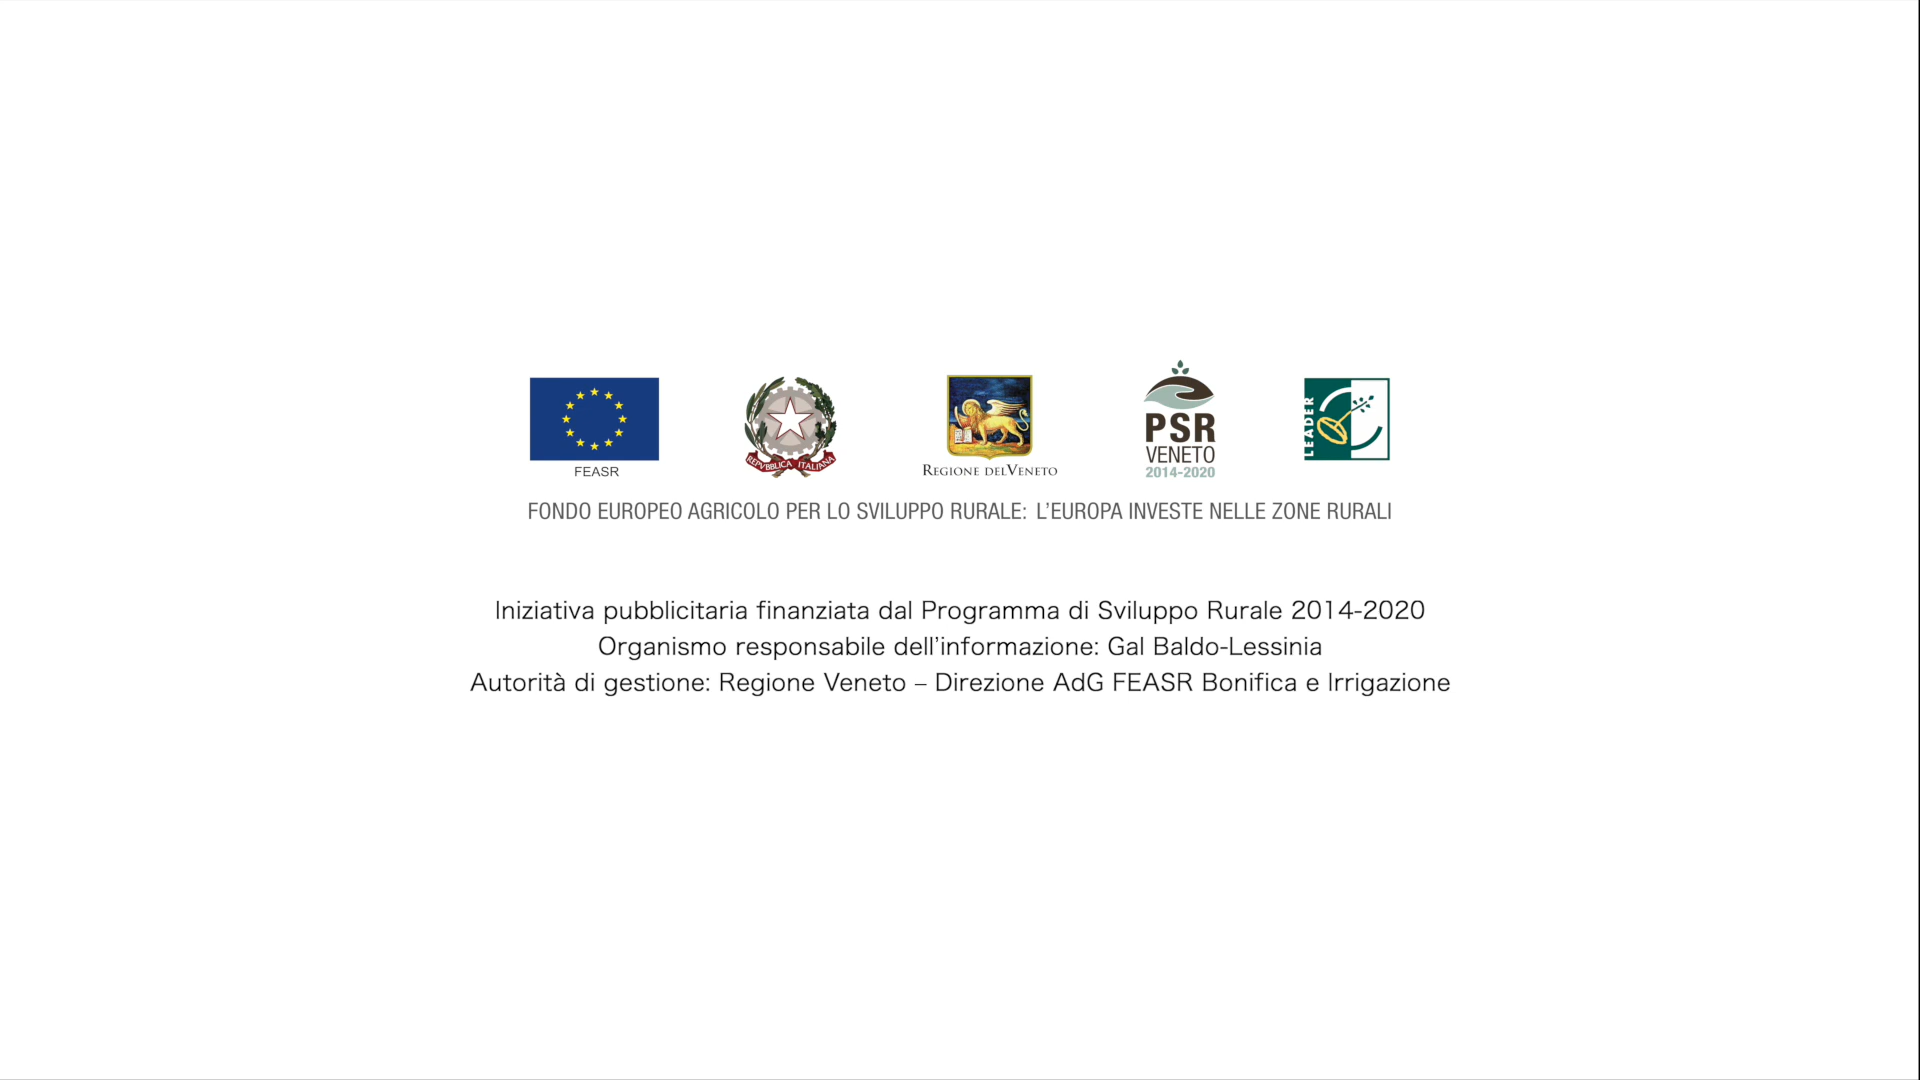 FEASR
REPVBBLICA ITALIANA
REGIONE DEL VENETO
PSR
VENETO
2014-2020
LEADER
FONDO EUROPEO AGRICOLO PER LO SVILUPPO RURALE: L'EUROPA INVESTE NELLE ZONE RURALI
Iniziativa pubblicitaria finanziata dal Programma di Sviluppo Rurale 2014-2020
Organismo responsabile dell'informazione: Gal Baldo-Lessinia
Autorità di gestione: Regione Veneto – Direzione AdG FEASR Bonifica e Irrigazione